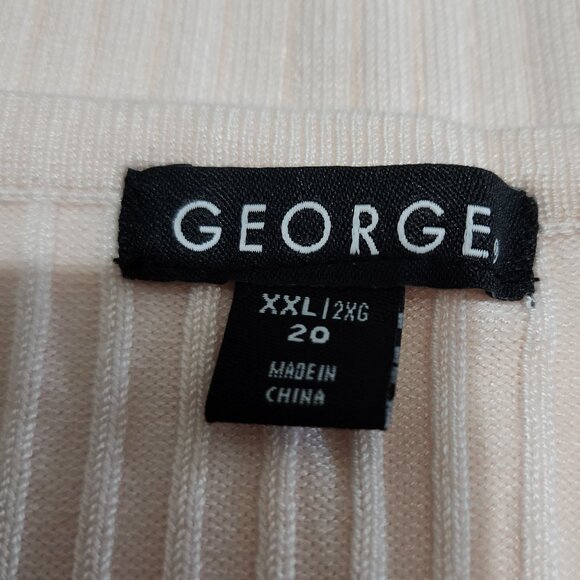 GEORGE.
XXL|2XG
20
MADE IN
CHINA